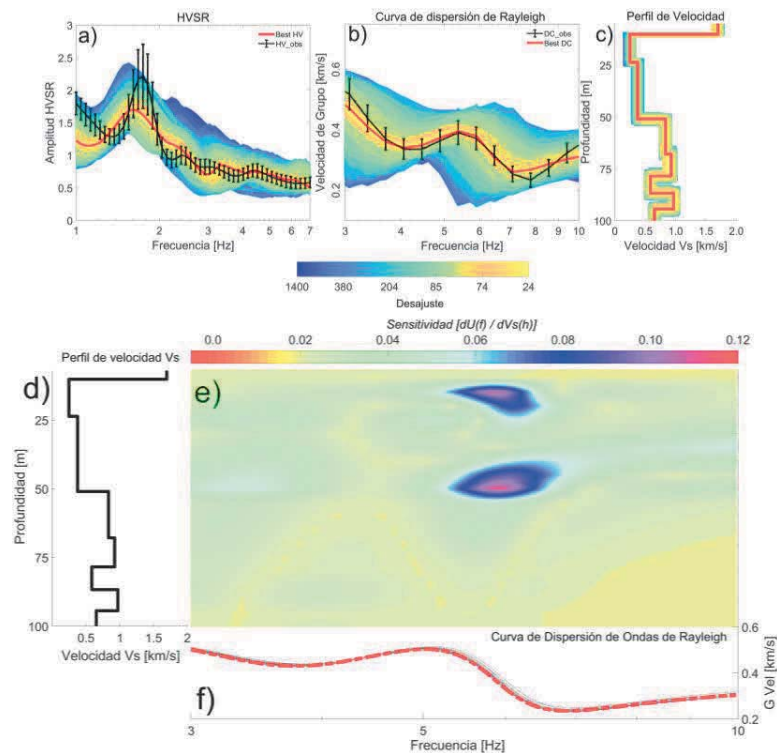 HVSR
Curva de dispersión de Rayleigh
Perfil de Velocidad
a)
Best HV
HV_obs
b)
DC_obs
Best DC
c)
Amplitud HVSR
3
2.5
2
1.5
1
0.5
0
Velocidad de Grupo [km/s]
0.6
0.4
0.2
Profundidad [m]
25
50
75
100
1 2 3 4 5 6 7
Frecuencia [Hz]
3 4 5 6 7 8 9 10
Frecuencia [Hz]
0 0.5 1.0 1.5 2.0
Velocidad Vs [km/s]
1400 380 204 85 74 24
Desajuste
Sensitividad [dU(f) / dVs(h)]
0.0 0.02 0.04 0.06 0.08 0.10 0.12
Perfil de velocidad Vs
d)
e)
Profundidad [m]
25
50
75
100
0.5 1 1.5 2
Velocidad Vs [km/s]
Curva de Dispersión de Ondas de Rayleigh
f)
0.6
0.4
0.2
G Vel [km/s]
3 5 10
Frecuencia [Hz]